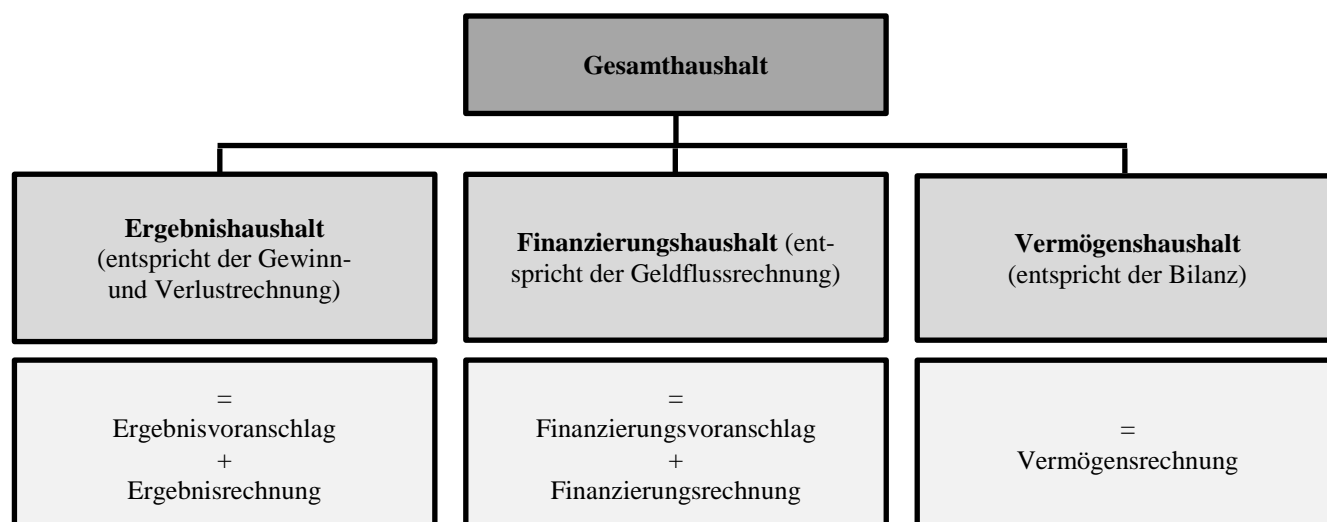 Gesamthaushalt
Ergebnishaushalt
(entspricht der Gewinn-
und Verlustrechnung)
Finanzierungshaushalt (ent-
spricht der Geldflussrechnung)
Vermögenshaushalt
(entspricht der Bilanz)
=
Ergebnisvoranschlag
+
Ergebnisrechnung
=
Finanzierungsvoranschlag
+
Finanzierungsrechnung
=
Vermögensrechnung